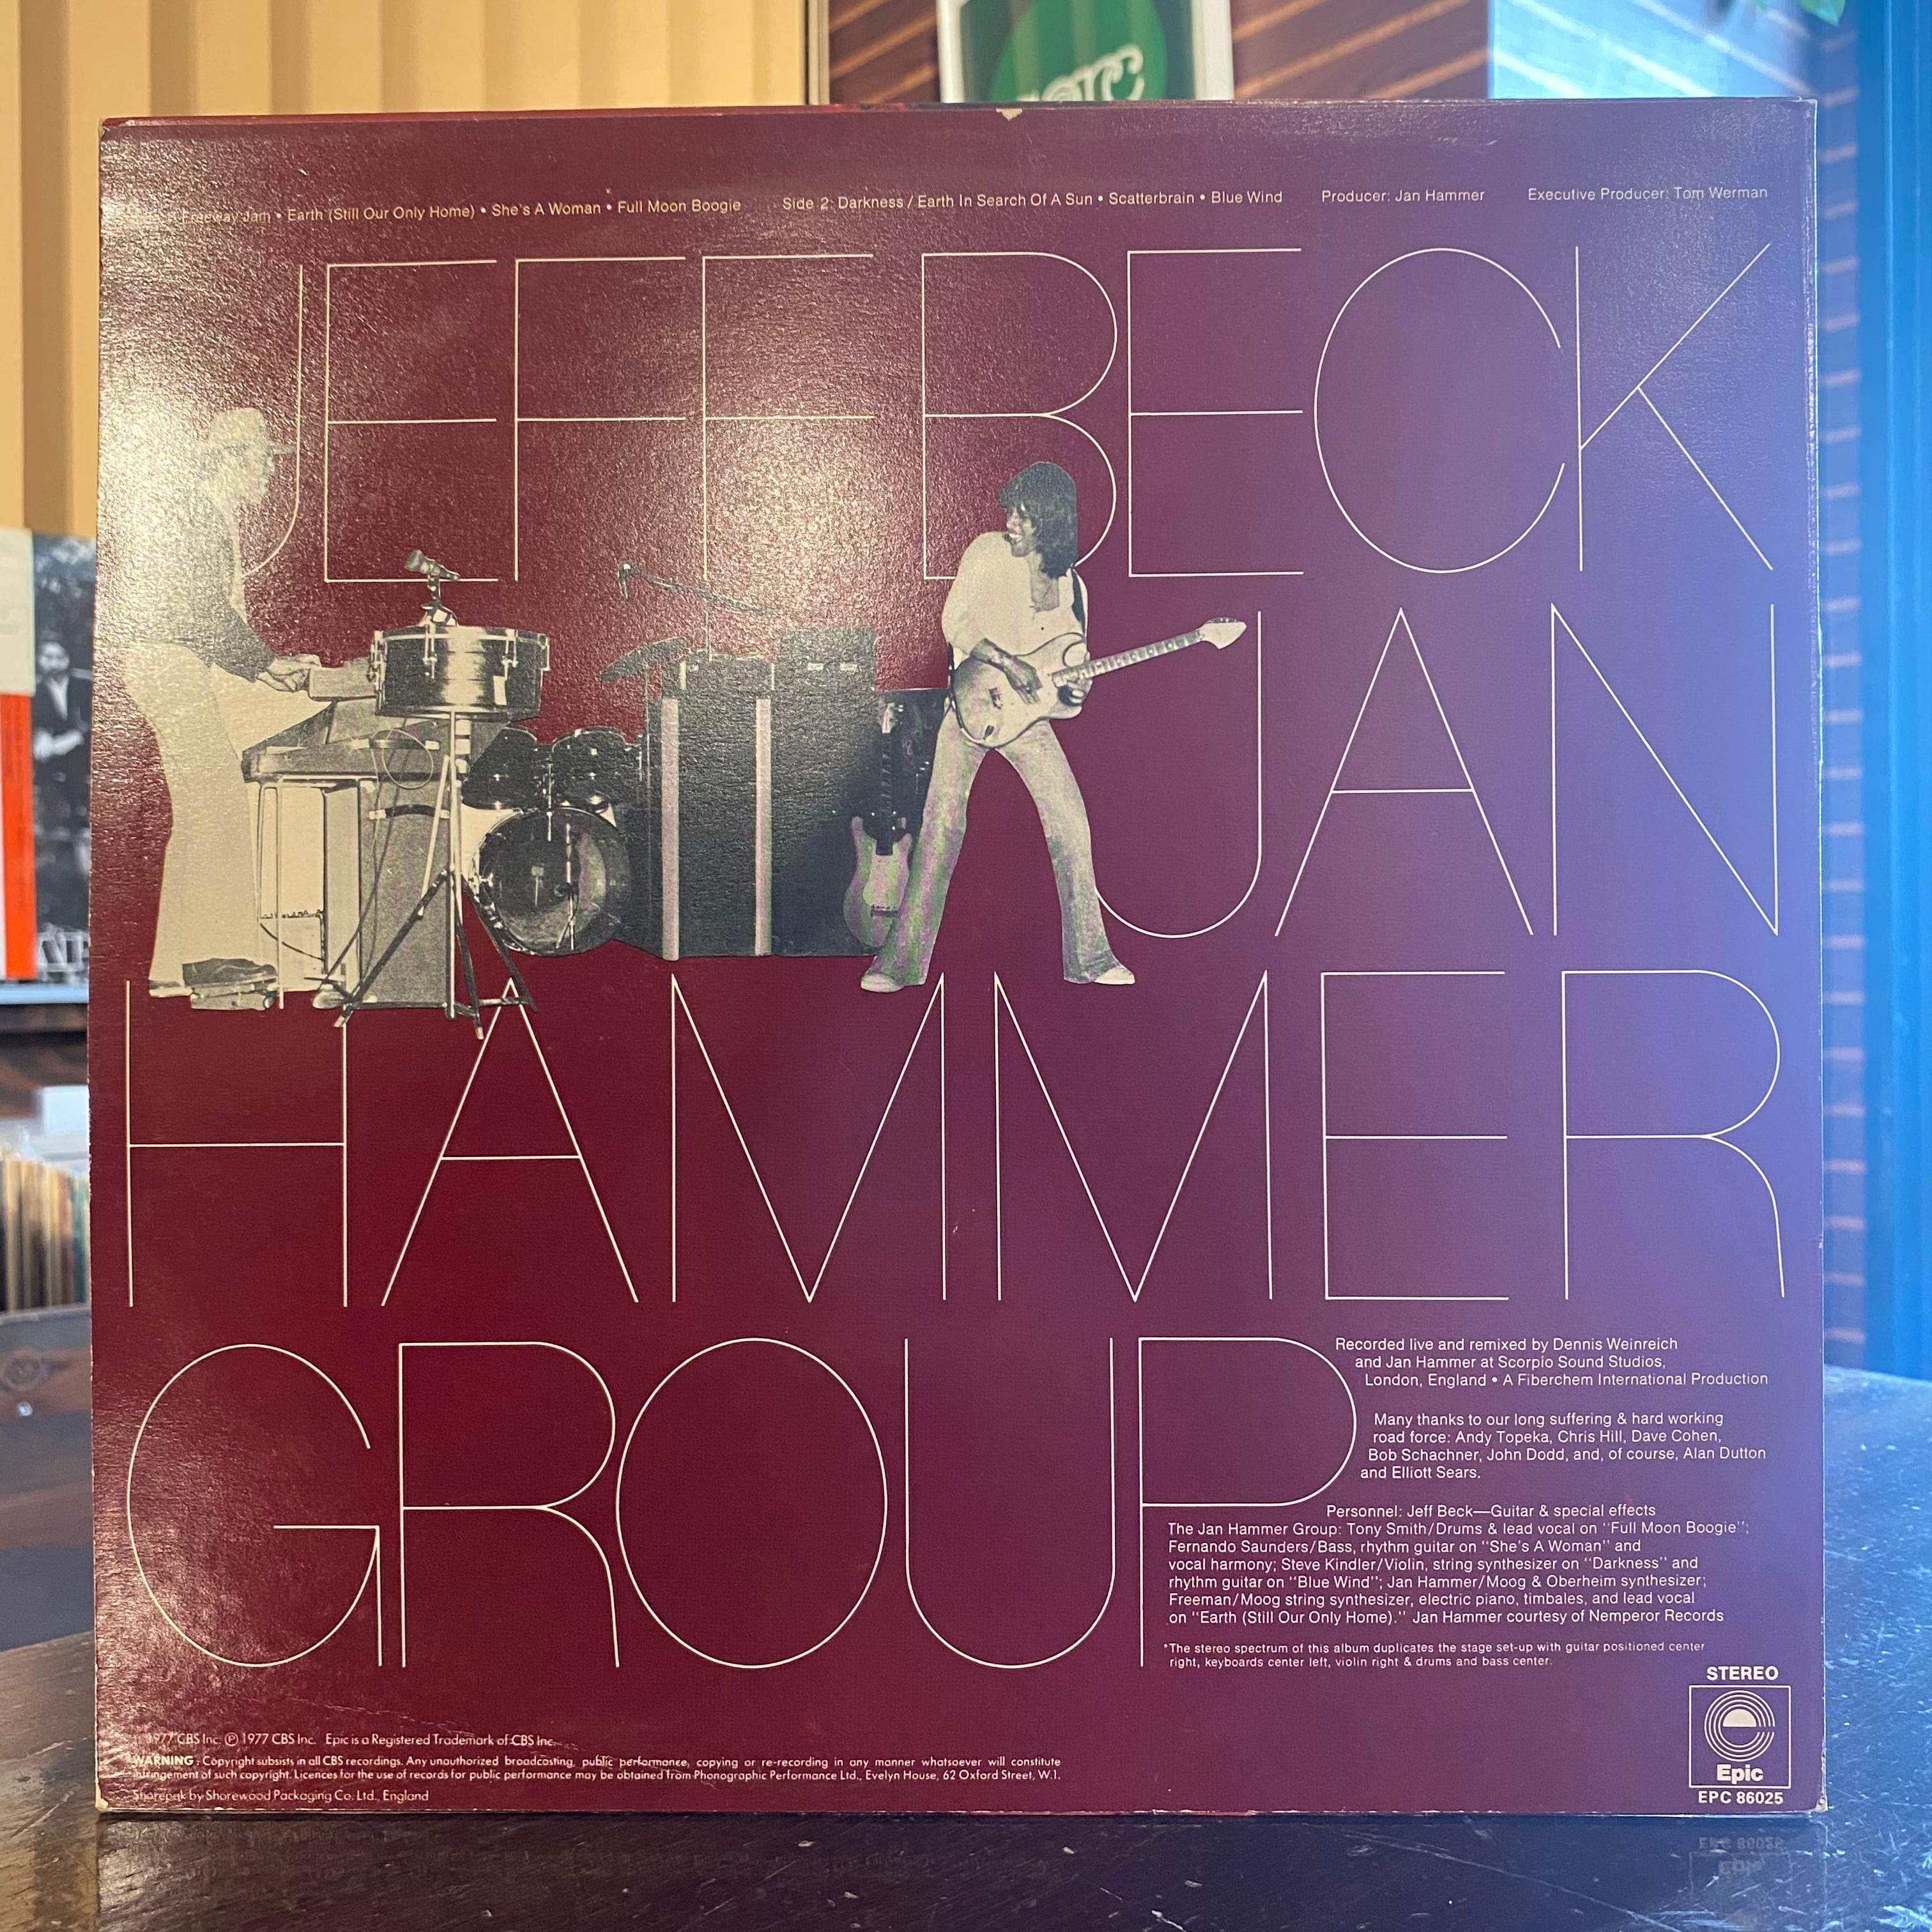 Freeway Jam • Earth (Still Our Only Home) • She's A Woman • Full Moon Boogie Side 2: Darkness / Earth In Search Of A Sun • Scatterbrain • Blue Wind Producer: Jan Hammer Executive Producer: Tom Werman
JEFF BECK
JAN
HAMMER
GROUP
Recorded live and remixed by Dennis Weinreich
and Jan Hammer at Scorpio Sound Studios,
London, England • A Fiberchem International Production
Many thanks to our long suffering & hard working
road force: Andy Topeka, Chris Hill, Dave Cohen,
Bob Schachner, John Dodd, and, of course, Alan Dutton
and Elliott Sears.
Personnel: Jeff Beck—Guitar & special effects
The Jan Hammer Group: Tony Smith/Drums & lead vocal on "Full Moon Boogie";
Fernando Saunders/Bass, rhythm guitar on "She's A Woman" and
vocal harmony; Steve Kindler/Violin, string synthesizer on "Darkness" and
rhythm guitar on "Blue Wind"; Jan Hammer/Moog & Oberheim synthesizer;
Freeman/Moog string synthesizer, electric piano, timbales, and lead vocal
on "Earth (Still Our Only Home)." Jan Hammer courtesy of Nemperor Records
*The stereo spectrum of this album duplicates the stage set-up with guitar positioned center
right, keyboards center left, violin right & drums and bass center.
STEREO
Epic
EPC 86025
1977 CBS Inc. ℗ 1977 CBS Inc. Epic is a Registered Trademark of CBS Inc.
WARNING: Copyright subsists in all CBS recordings. Any unauthorized broadcasting, public performance, copying or re-recording in any manner whatsoever will constitute
infringement of such copyright. Licences for the use of records for public performance may be obtained from Phonographic Performance Ltd., Evelyn House, 62 Oxford Street, W.1.
Shorepak by Shorewood Packaging Co. Ltd., England